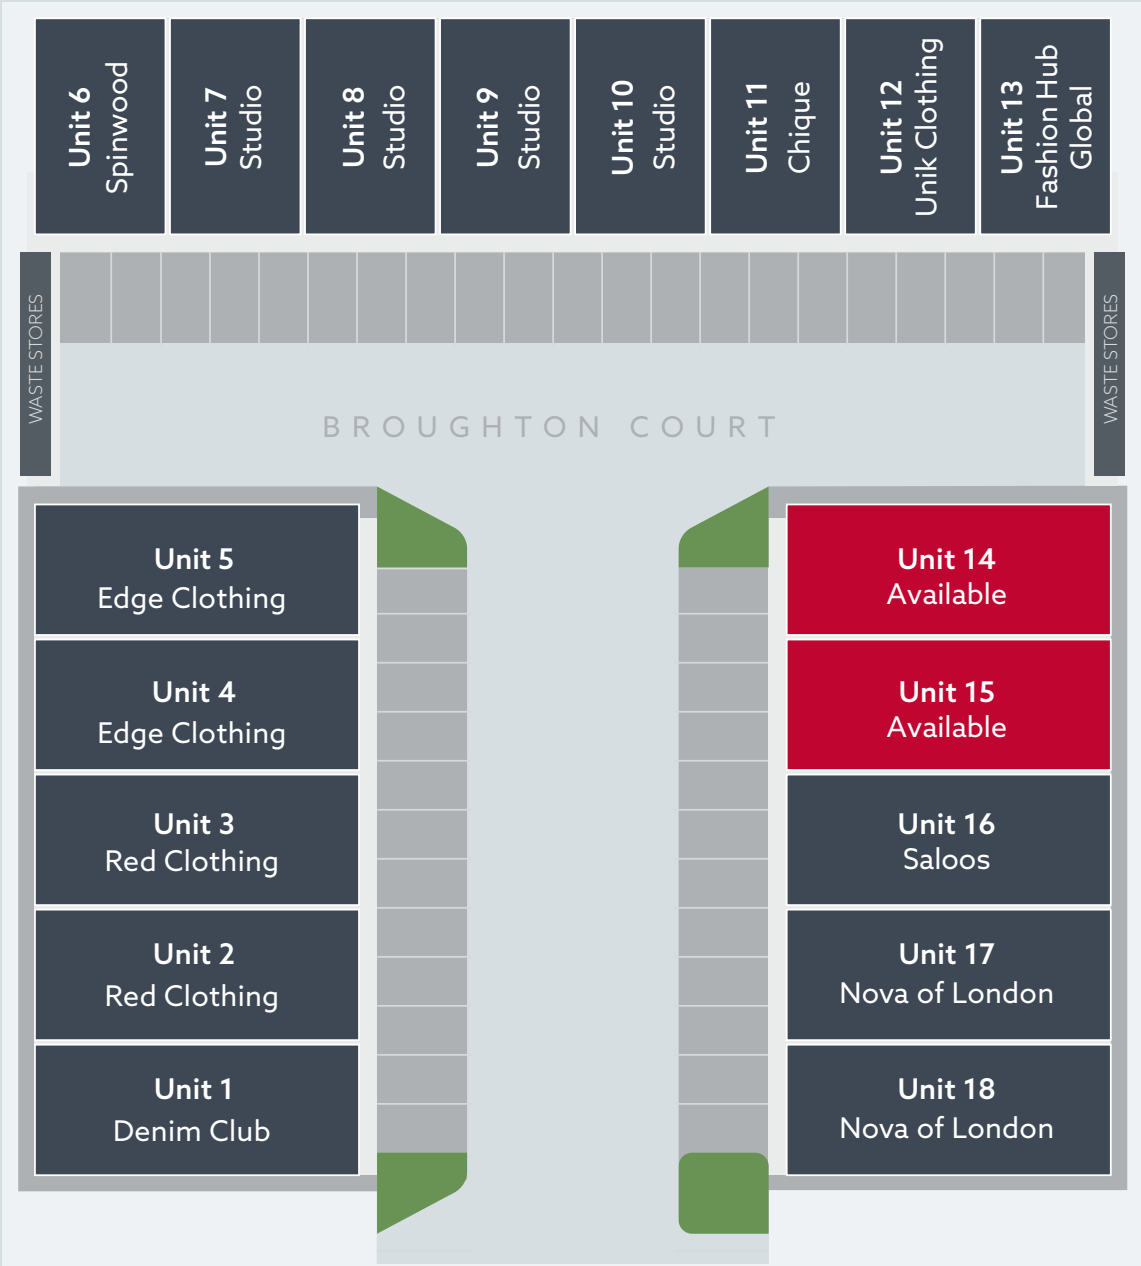 Unit 6
Spinwood
Unit 7
Studio
Unit 8
Studio
Unit 9
Studio
Unit 10
Studio
Unit 11
Chique
Unit 12
Unik Clothing
Unit 13
Fashion Hub
Global
WASTE STORES
WASTE STORES
BROUGHTON COURT
Unit 5
Edge Clothing
Unit 4
Edge Clothing
Unit 3
Red Clothing
Unit 2
Red Clothing
Unit 1
Denim Club
Unit 14
Available
Unit 15
Available
Unit 16
Saloos
Unit 17
Nova of London
Unit 18
Nova of London